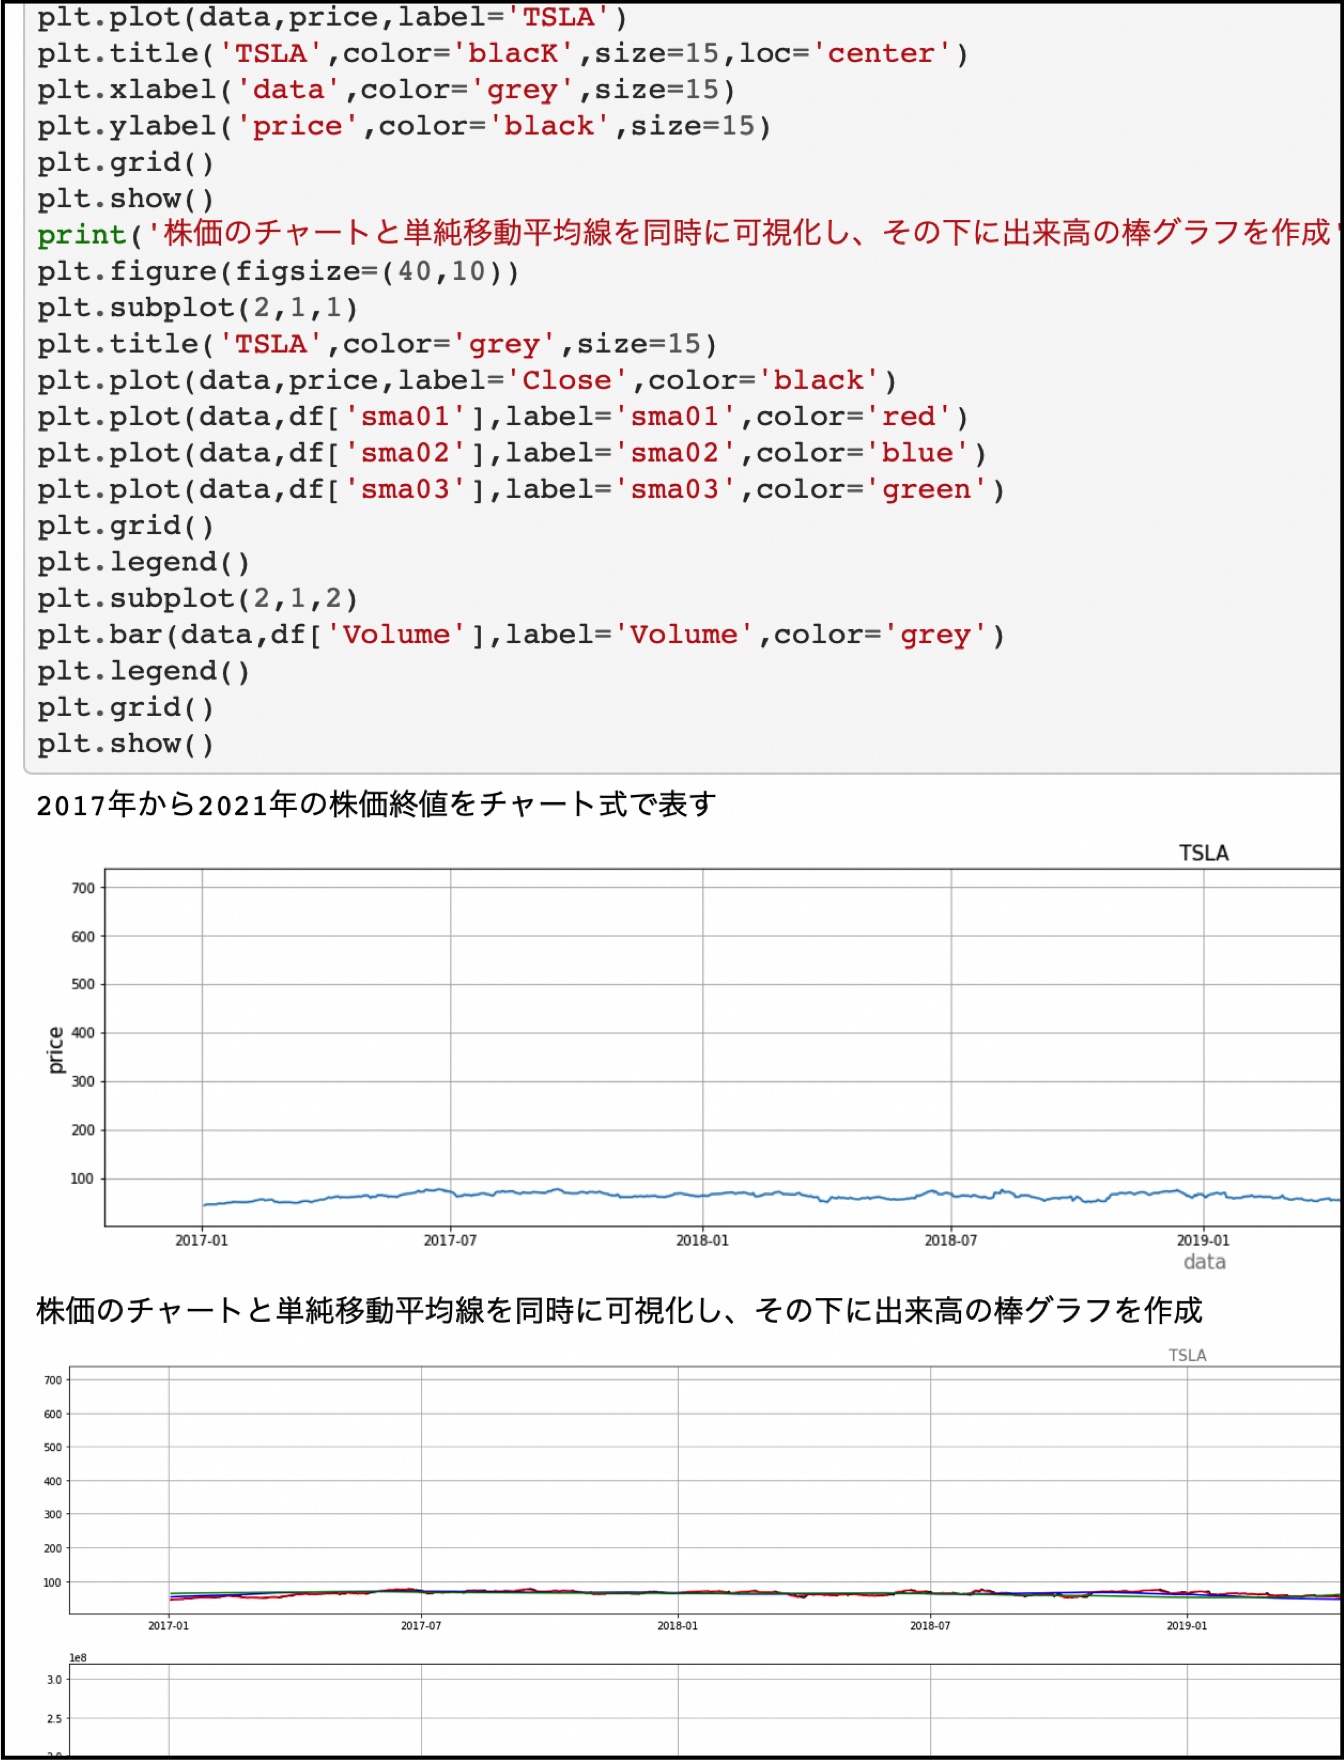 plt.plot(data,price,label='TSLA')
plt.title('TSLA',color='blacK',size=15,loc='center')
plt.xlabel('data',color='grey',size=15)
plt.ylabel('price',color='black',size=15)
plt.grid()
plt.show()
print('株価のチャートと単純移動平均線を同時に可視化し、その下に出来高の棒グラフを作成'
plt.figure(figsize=(40,10))
plt.subplot(2,1,1)
plt.title('TSLA',color='grey',size=15)
plt.plot(data,price,label='Close',color='black')
plt.plot(data,df['sma01'],label='sma01',color='red')
plt.plot(data,df['sma02'],label='sma02',color='blue')
plt.plot(data,df['sma03'],label='sma03',color='green')
plt.grid()
plt.legend()
plt.subplot(2,1,2)
plt.bar(data,df['Volume'],label='Volume',color='grey')
plt.legend()
plt.grid()
plt.show()
2017年から2021年の株価終値をチャート式で表す
TSLA
700
600
500
400
300
200
100
price
2017-01 2017-07 2018-01 2018-07 2019-01
data
株価のチャートと単純移動平均線を同時に可視化し、その下に出来高の棒グラフを作成
TSLA
700
600
500
400
300
200
100
2017-01 2017-07 2018-01 2018-07 2019-01
1e8
3.0
2.5